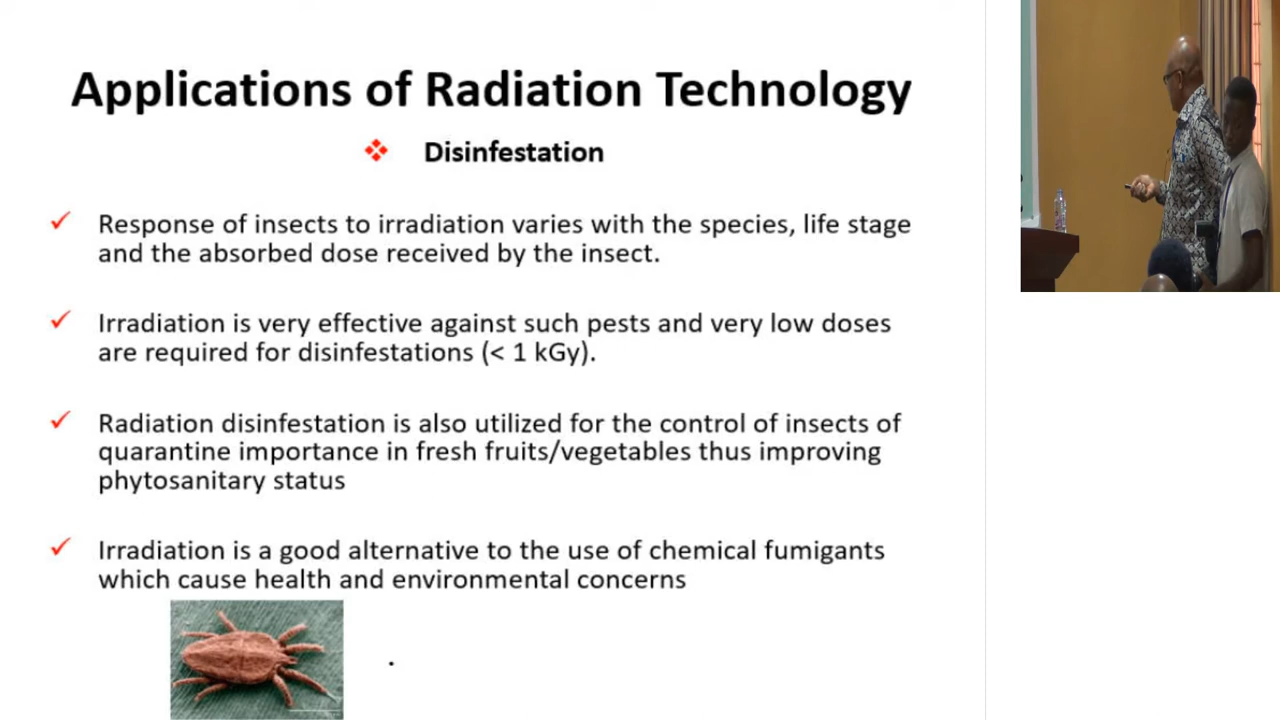 Applications of Radiation Technology
Disinfestation
Response of insects to irradiation varies with the species, life stage
and the absorbed dose received by the insect.
Irradiation is very effective against such pests and very low doses
are required for disinfestations (< 1 kGy).
Radiation disinfestation is also utilized for the control of insects of
quarantine importance in fresh fruits/vegetables thus improving
phytosanitary status
Irradiation is a good alternative to the use of chemical fumigants
which cause health and environmental concerns
.